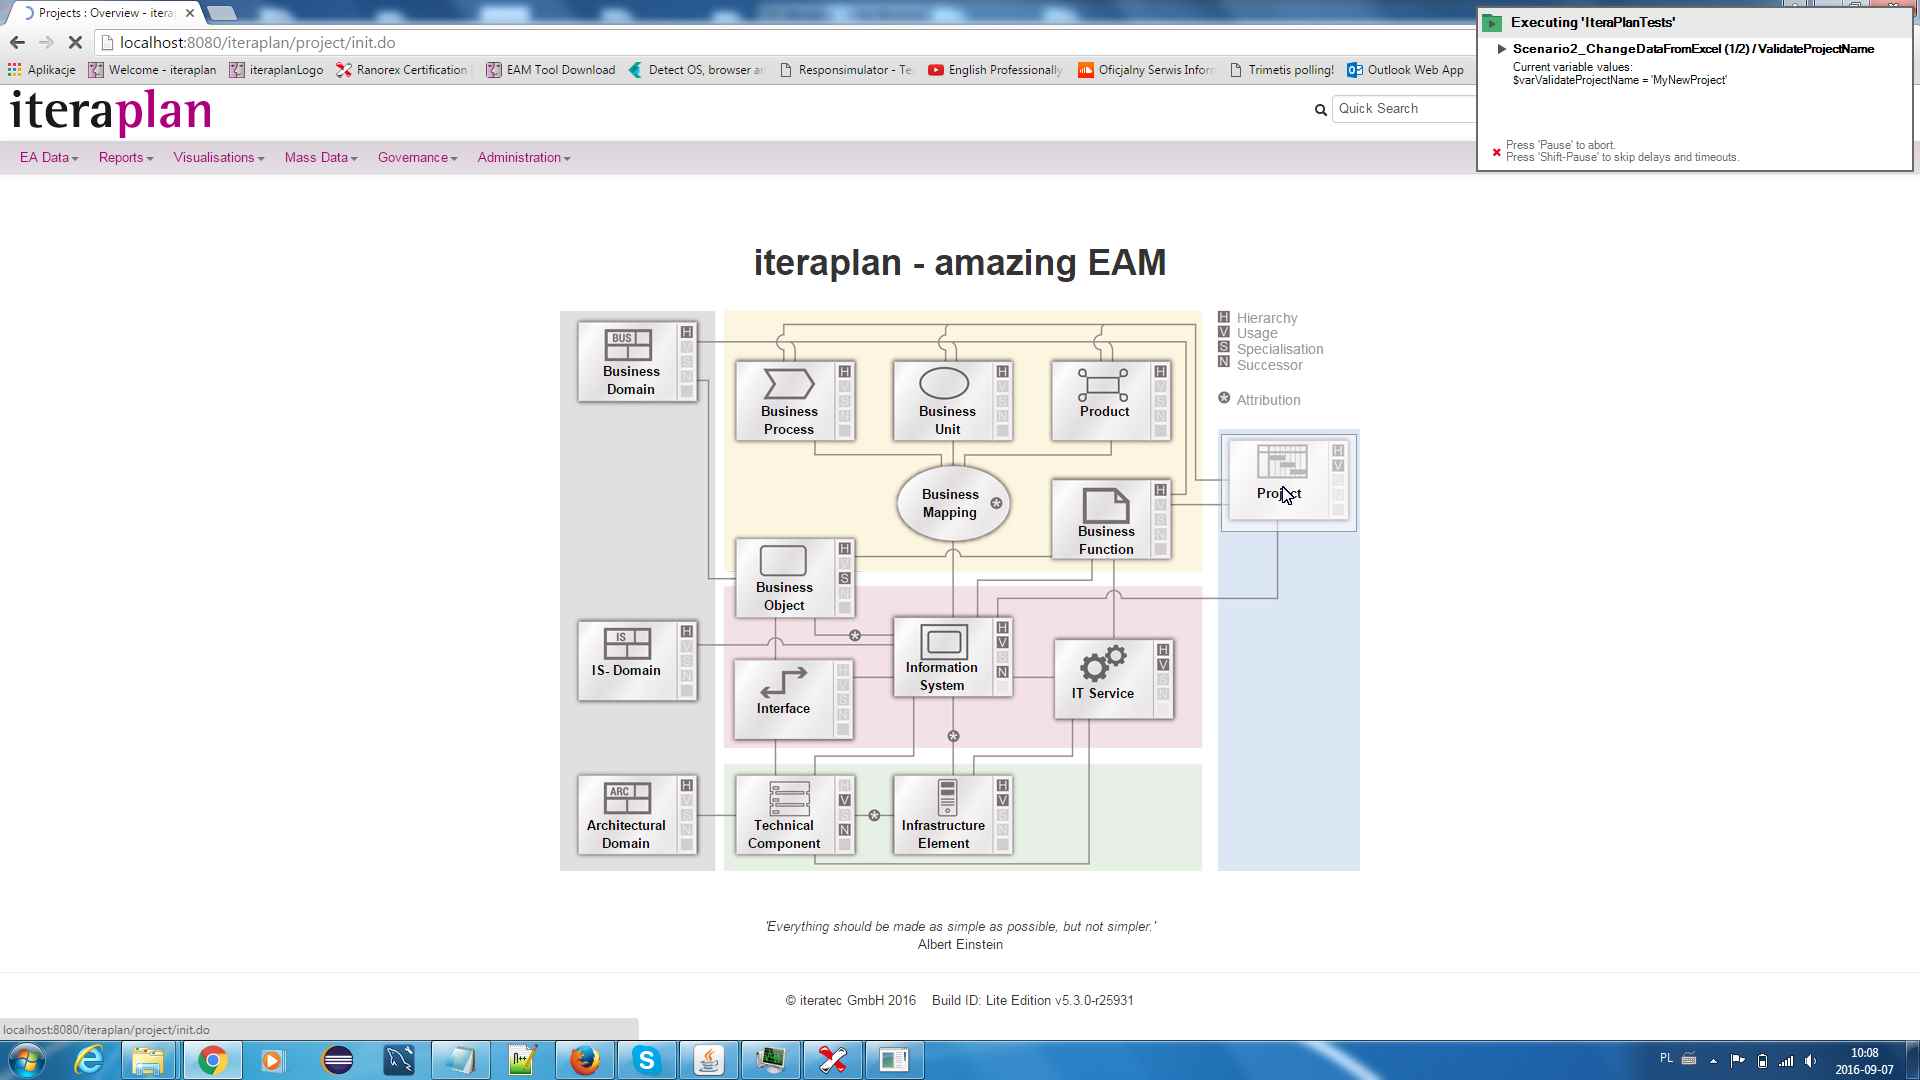 Projects : Overview - itera
localhost:8080/iteraplan/project/init.do
Aplikacje
Welcome - iteraplan
iteraplanLogo
Ranorex Certification
EAM Tool Download
Detect OS, browser a
Responsimulator - Te
English Professionally
Oficjalny Serwis Infor
Trimetis polling!
Outlook Web App
Executing 'IteraPlanTests'
Scenario2_ChangeDataFromExcel (1/2) / ValidateProjectName
Current variable values:
$varValidateProjectName = 'MyNewProject'
Press 'Pause' to abort.
Press 'Shift-Pause' to skip delays and timeouts.
iteraplan
Quick Search
EA Data
Reports
Visualisations
Mass Data
Governance
Administration
iteraplan - amazing EAM
H Hierarchy
V Usage
S Specialisation
N Successor
Attribution
BUS
Business
Domain
Business
Process
Business
Unit
Product
Project
Business
Mapping
Business
Function
Business
Object
IS
IS- Domain
Interface
Information
System
IT Service
ARC
Architectural
Domain
Technical
Component
Infrastructure
Element
'Everything should be made as simple as possible, but not simpler.'
Albert Einstein
© iteratec GmbH 2016 Build ID: Lite Edition v5.3.0-r25931
localhost:8080/iteraplan/project/init.do
PL
10:08
2016-09-07